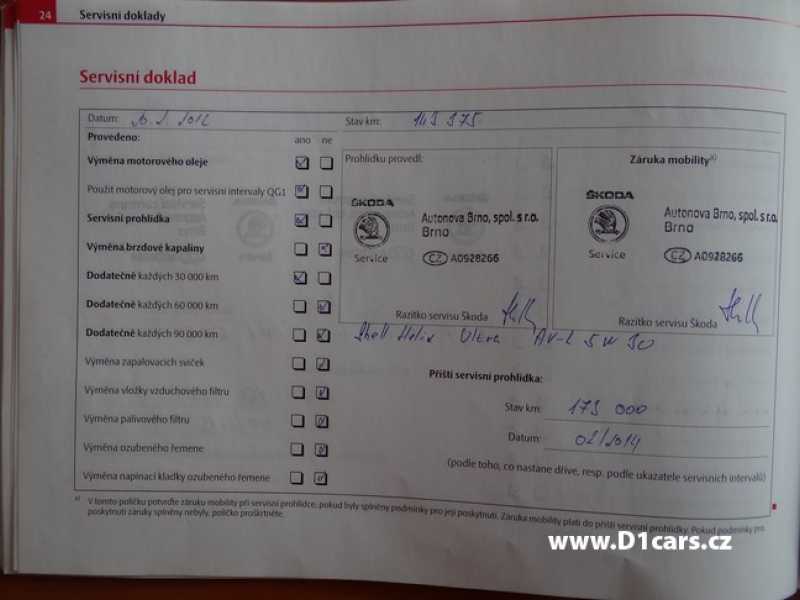 24 Servisní doklady
Servisní doklad
Datum: 2012 Stav km: 143 375
Provedeno: ano ne
Výměna motorového oleje
Použit motorový olej pro servisní intervaly QG1
Servisní prohlídka
Výměna brzdové kapaliny
Dodatečně každých 30 000 km
Dodatečně každých 60 000 km
Dodatečně každých 90 000 km
Výměna zapalovacích svíček
Výměna vložky vzduchového filtru
Výměna palivového filtru
Výměna ozubeného řemene
Výměna napínací kladky ozubeného řemene
Prohlídku provedl:
ŠKODA
Service
Autonova Brno, spol. s r.o.
Brno
CZ A0928266
Razítko servisu Škoda
Záruka mobility a)
ŠKODA
Service
Autonova Brno, spol. s r.o.
Brno
CZ A0928266
Razítko servisu Škoda
Shell Helix Ultra AV-L 5W30
Příští servisní prohlídka:
Stav km: 173 000
Datum: 02/2014
(podle toho, co nastane dříve, resp. podle ukazatele servisních intervalů)
a) V tomto políčku potvrďte záruku mobility při servisní prohlídce, pokud byly splněny podmínky pro její poskytnutí. Záruka mobility platí do příští servisní prohlídky. Pokud podmínky pro
poskytnutí záruky splněny nebyly, políčko proškrtněte.
www.D1cars.cz